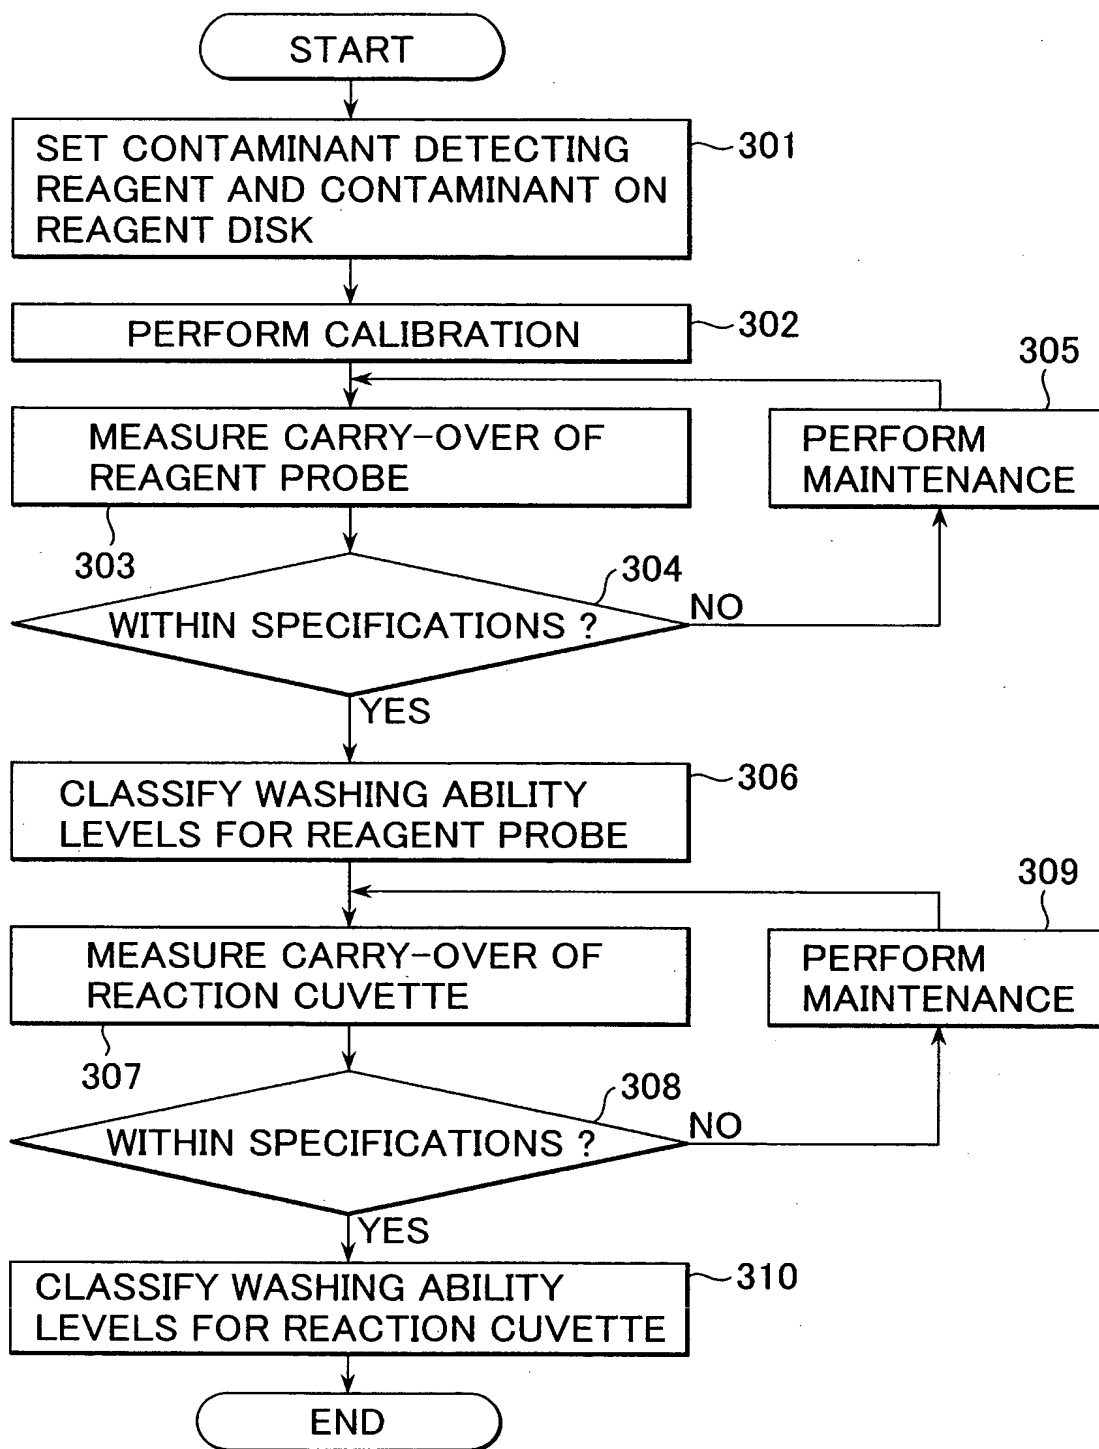 START
SET CONTAMINANT DETECTING
REAGENT AND CONTAMINANT ON
REAGENT DISK
301
PERFORM CALIBRATION
302
305
MEASURE CARRY-OVER OF
REAGENT PROBE
PERFORM
MAINTENANCE
303
304
WITHIN SPECIFICATIONS ?
NO
YES
306
CLASSIFY WASHING ABILITY
LEVELS FOR REAGENT PROBE
309
MEASURE CARRY-OVER OF
REACTION CUVETTE
PERFORM
MAINTENANCE
307
308
WITHIN SPECIFICATIONS ?
NO
YES
CLASSIFY WASHING ABILITY
LEVELS FOR REACTION CUVETTE
310
END